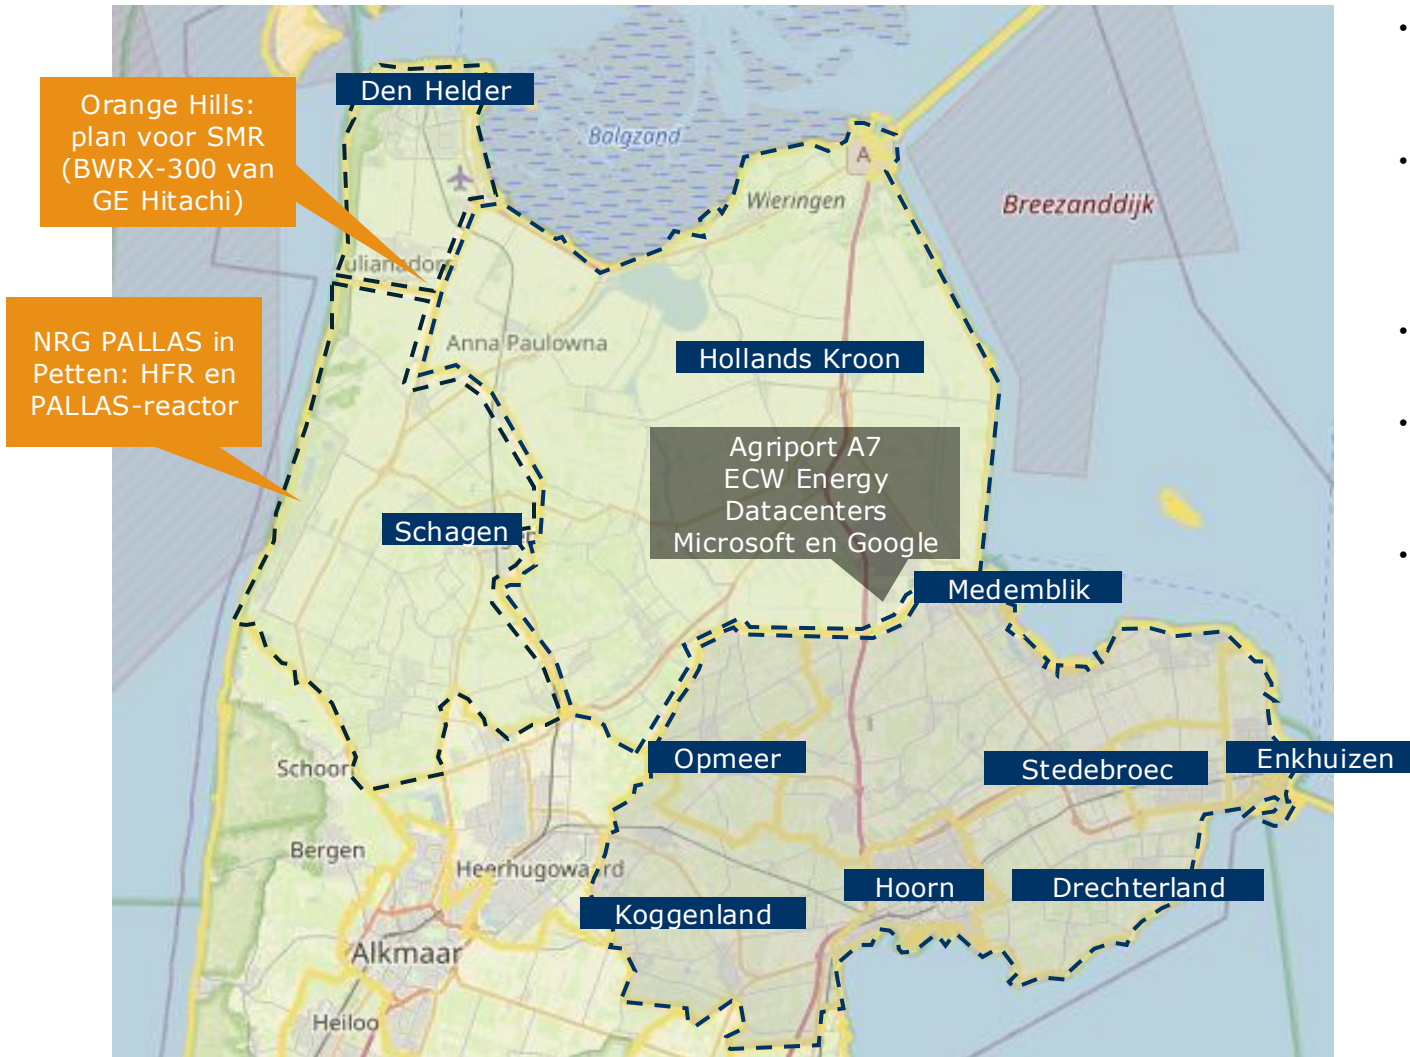 Den Helder
Orange Hills:
plan voor SMR
(BWRX-300 van
GE Hitachi)
Balgzand
A
Wieringen
Breezanddijk
ulianadorp
NRG PALLAS in
Petten: HFR en
PALLAS-reactor
Anna Paulowna
Hollands Kroon
Agriport A7
ECW Energy
Datacenters
Microsoft en Google
Schagen
Medemblik
Opmeer
Stedebroec
Enkhuizen
Schoorl
Bergen
Heerhugowaard
Hoorn
Drechterland
Koggenland
Alkmaar
Heiloo